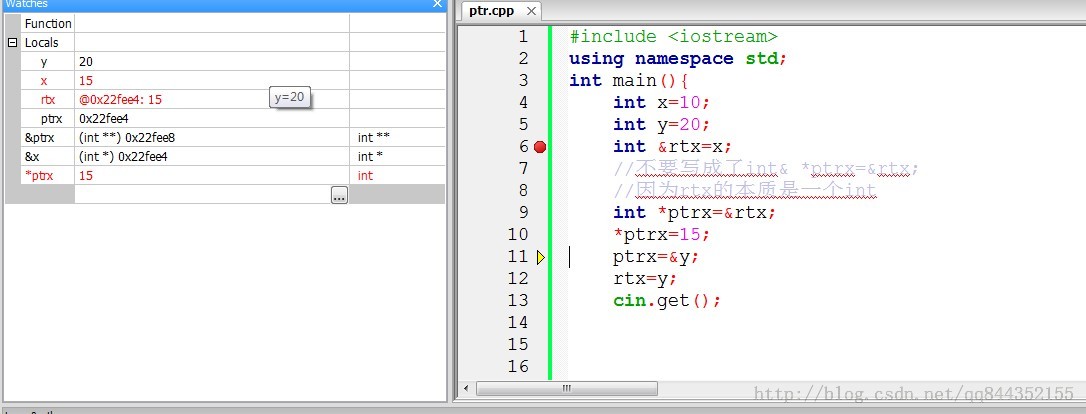 Watches
Function
Locals
y 20
x 15
rtx @0x22fee4: 15
ptrx 0x22fee4
&ptrx (int **) 0x22fee8 int **
&x (int *) 0x22fee4 int *
*ptrx 15 int
...
y=20
ptr.cpp
1 #include <iostream>
2 using namespace std;
3 int main(){
4 int x=10;
5 int y=20;
6 int &rtx=x;
7 //不要写成了int& *ptrx=&rtx;
8 //因为rtx的本质是一个int
9 int *ptrx=&rtx;
10 *ptrx=15;
11 ptrx=&y;
12 rtx=y;
13 cin.get();
14
15
16
http://blog.csdn.net/qq844352155